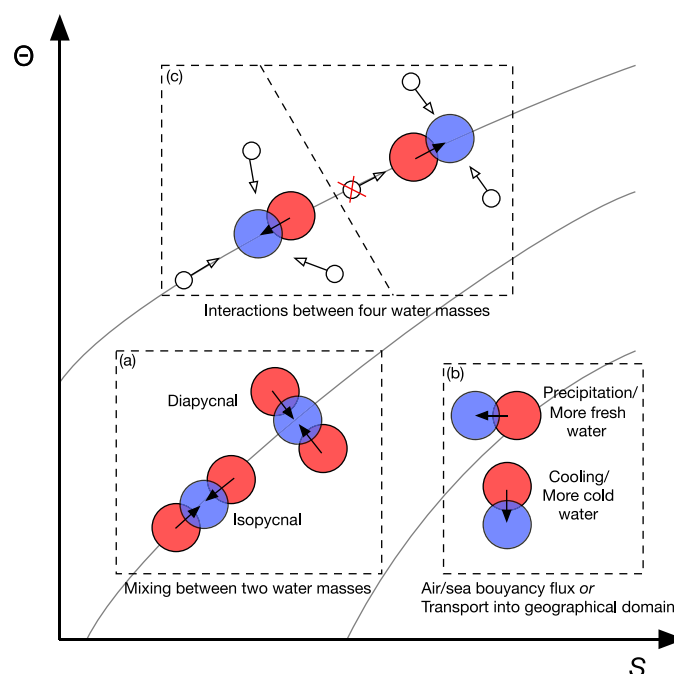 Θ
(c)
Interactions between four water masses
(a)
Diapycnal
Isopycnal
Mixing between two water masses
(b)
Precipitation/
More fresh
water
Cooling/
More cold
water
Air/sea bouyancy flux or
Transport into geographical domain
S